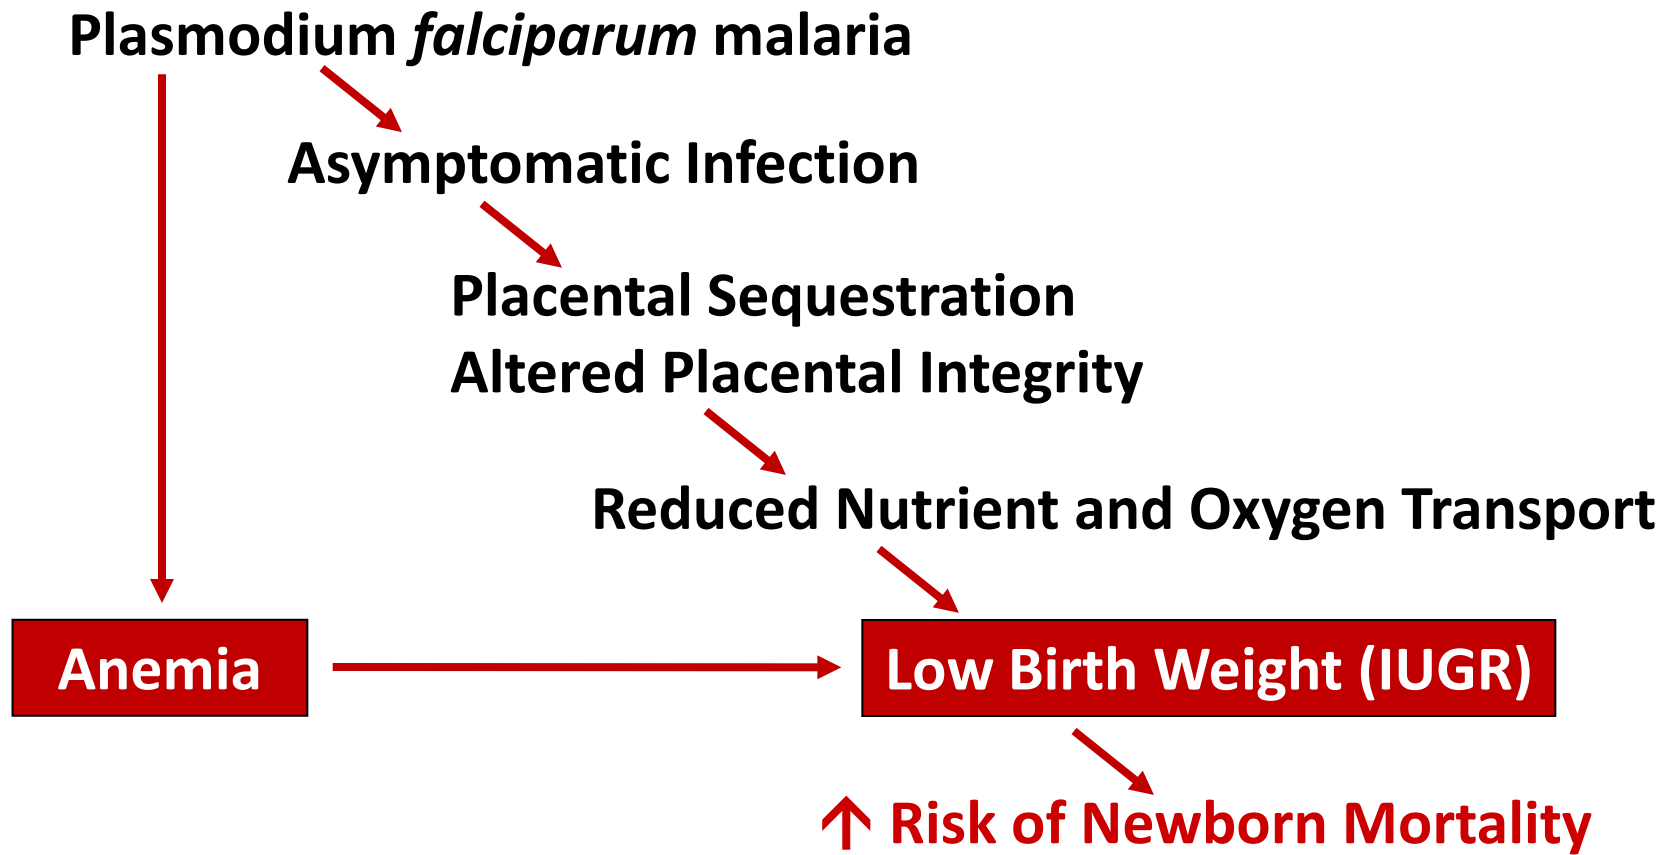 Plasmodium falciparum malaria
Asymptomatic Infection
Placental Sequestration
Altered Placental Integrity
Reduced Nutrient and Oxygen Transport
Anemia
Low Birth Weight (IUGR)
↑ Risk of Newborn Mortality